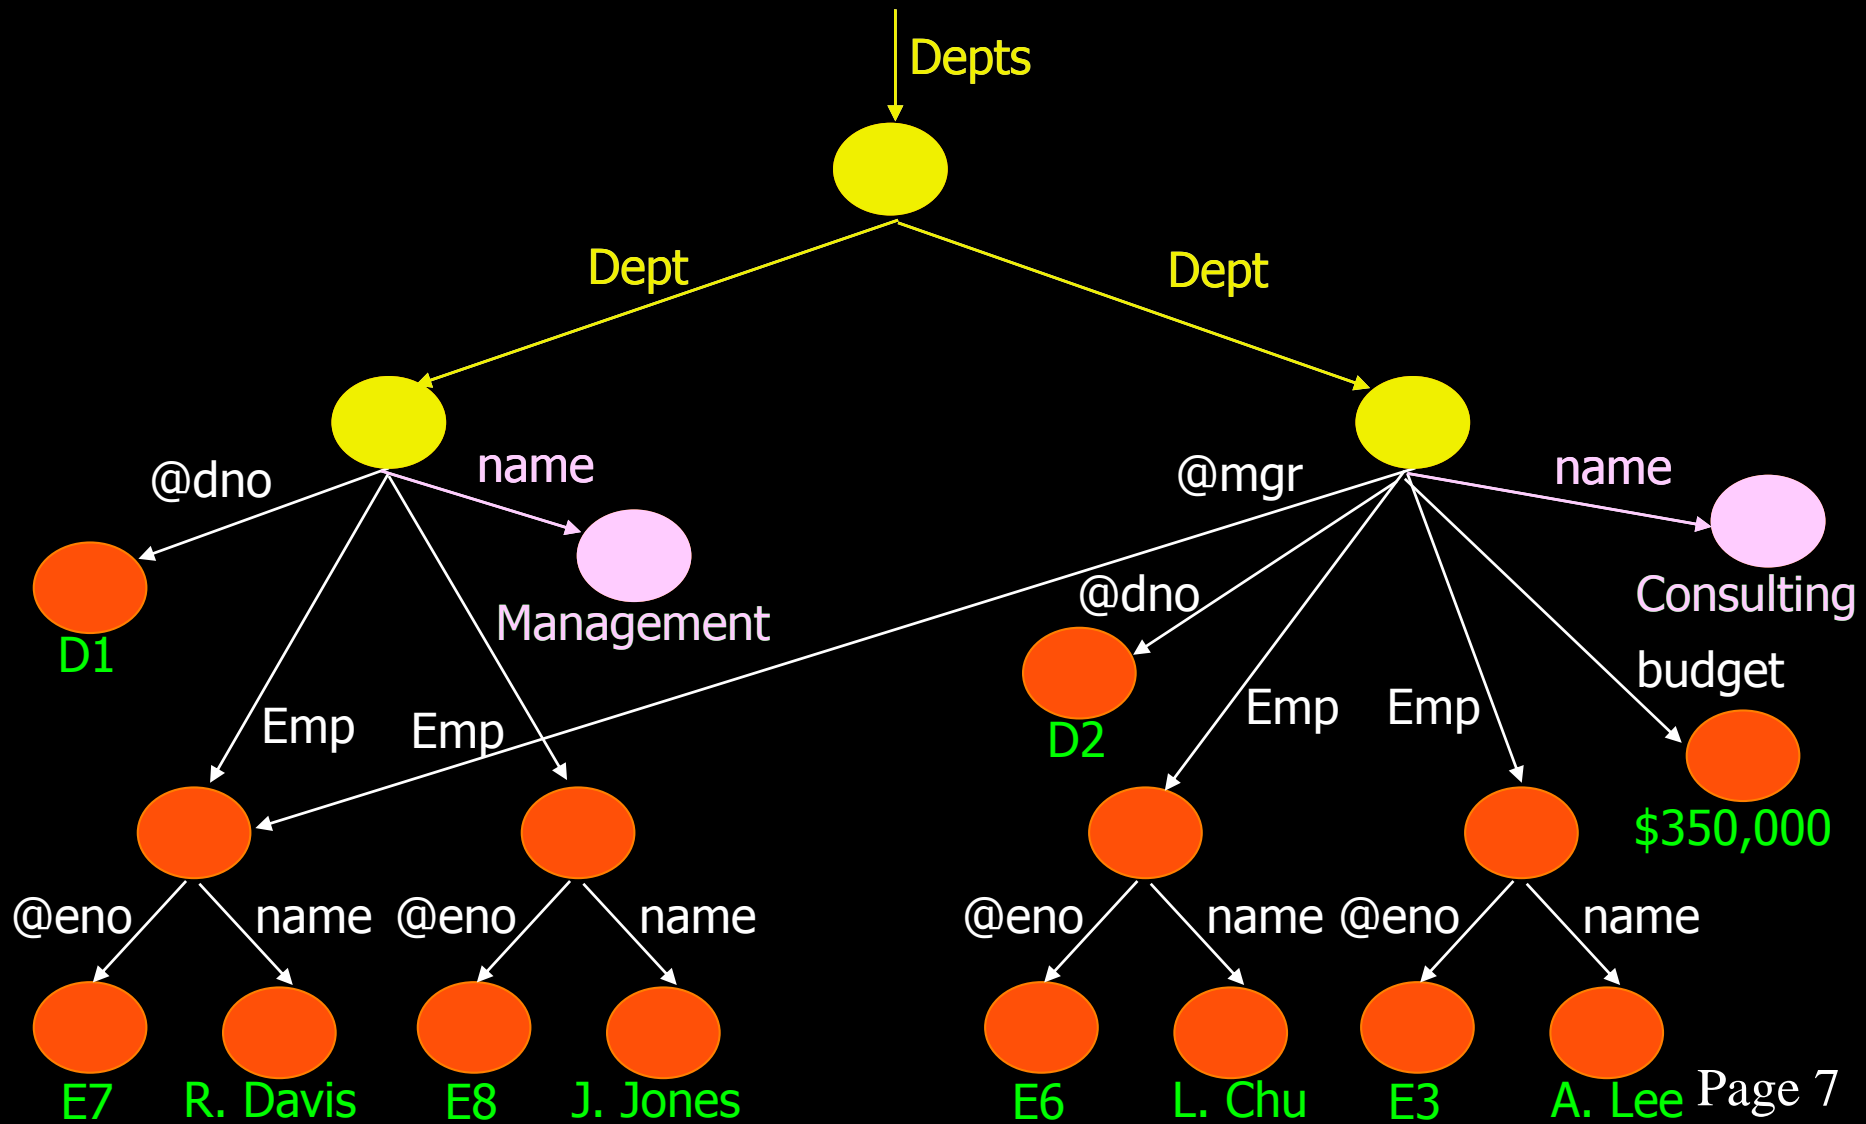 Depts
Dept
Dept
@dno
name
@mgr
name
Management
@dno
Consulting
D1
budget
Emp
Emp
Emp
Emp
D2
$350,000
@eno
name
@eno
name
@eno
name
@eno
name
E7
R. Davis
E8
J. Jones
E6
L. Chu
E3
A. Lee
Page 7